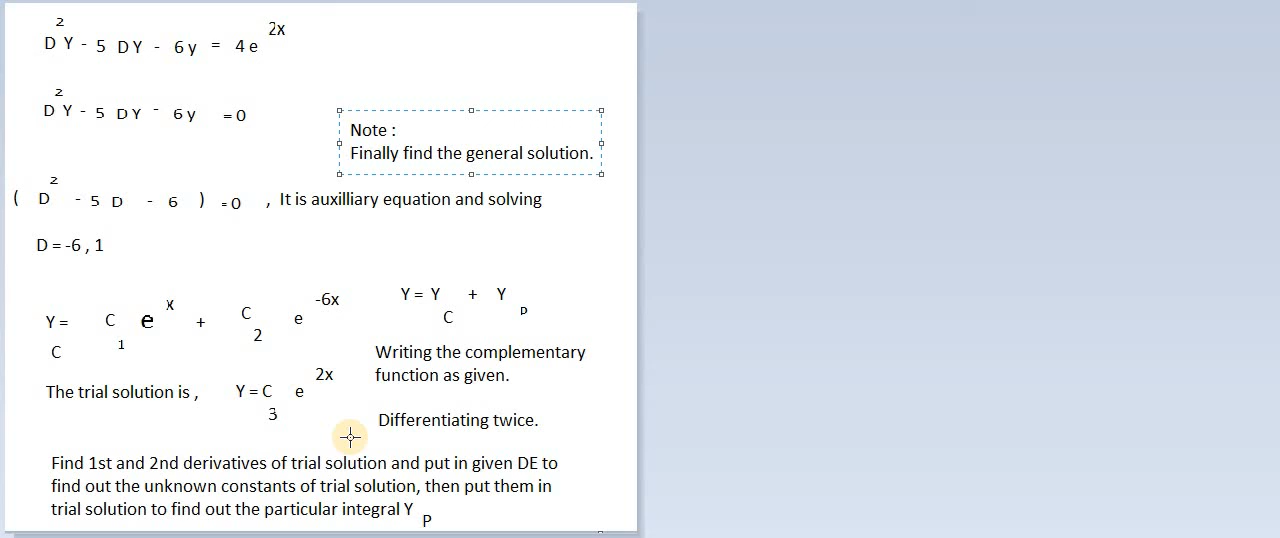 2
D Y - 5 DY - 6y = 4e 2x
2
D Y - 5 DY - 6y =0
Note :
Finally find the general solution.
2
( D - 5 D - 6 ) =0 , It is auxilliary equation and solving
D = -6 , 1
Y = C e x + C e -6x
C 1 2
Y = Y + Y
C p
Writing the complementary
function as given.
The trial solution is , Y = C e 2x
3
Differentiating twice.
Find 1st and 2nd derivatives of trial solution and put in given DE to
find out the unknown constants of trial solution, then put them in
trial solution to find out the particular integral Y
P